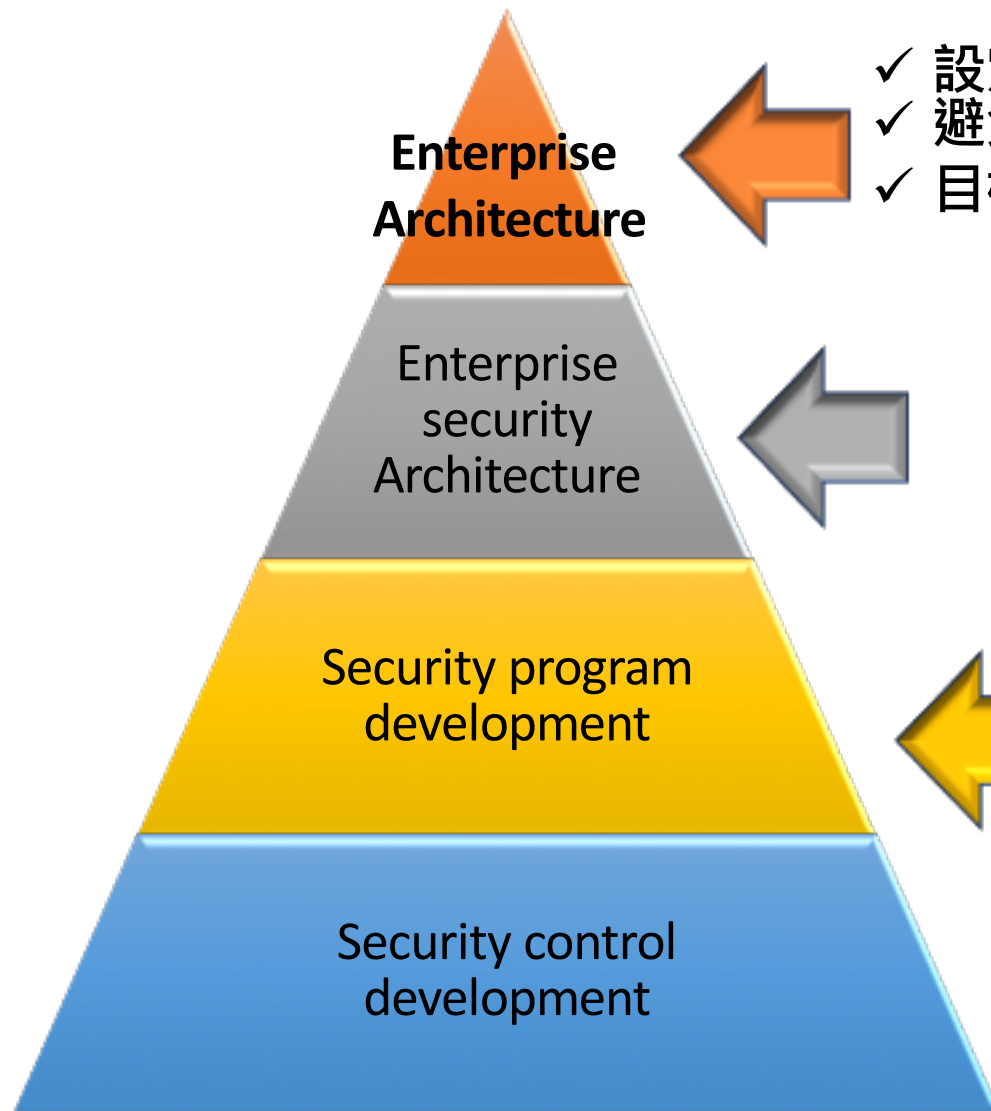 Enterprise
Architecture
✓ 設
✓ 避
✓ 目
Enterprise
security
Architecture
Security program
development
Security control
development